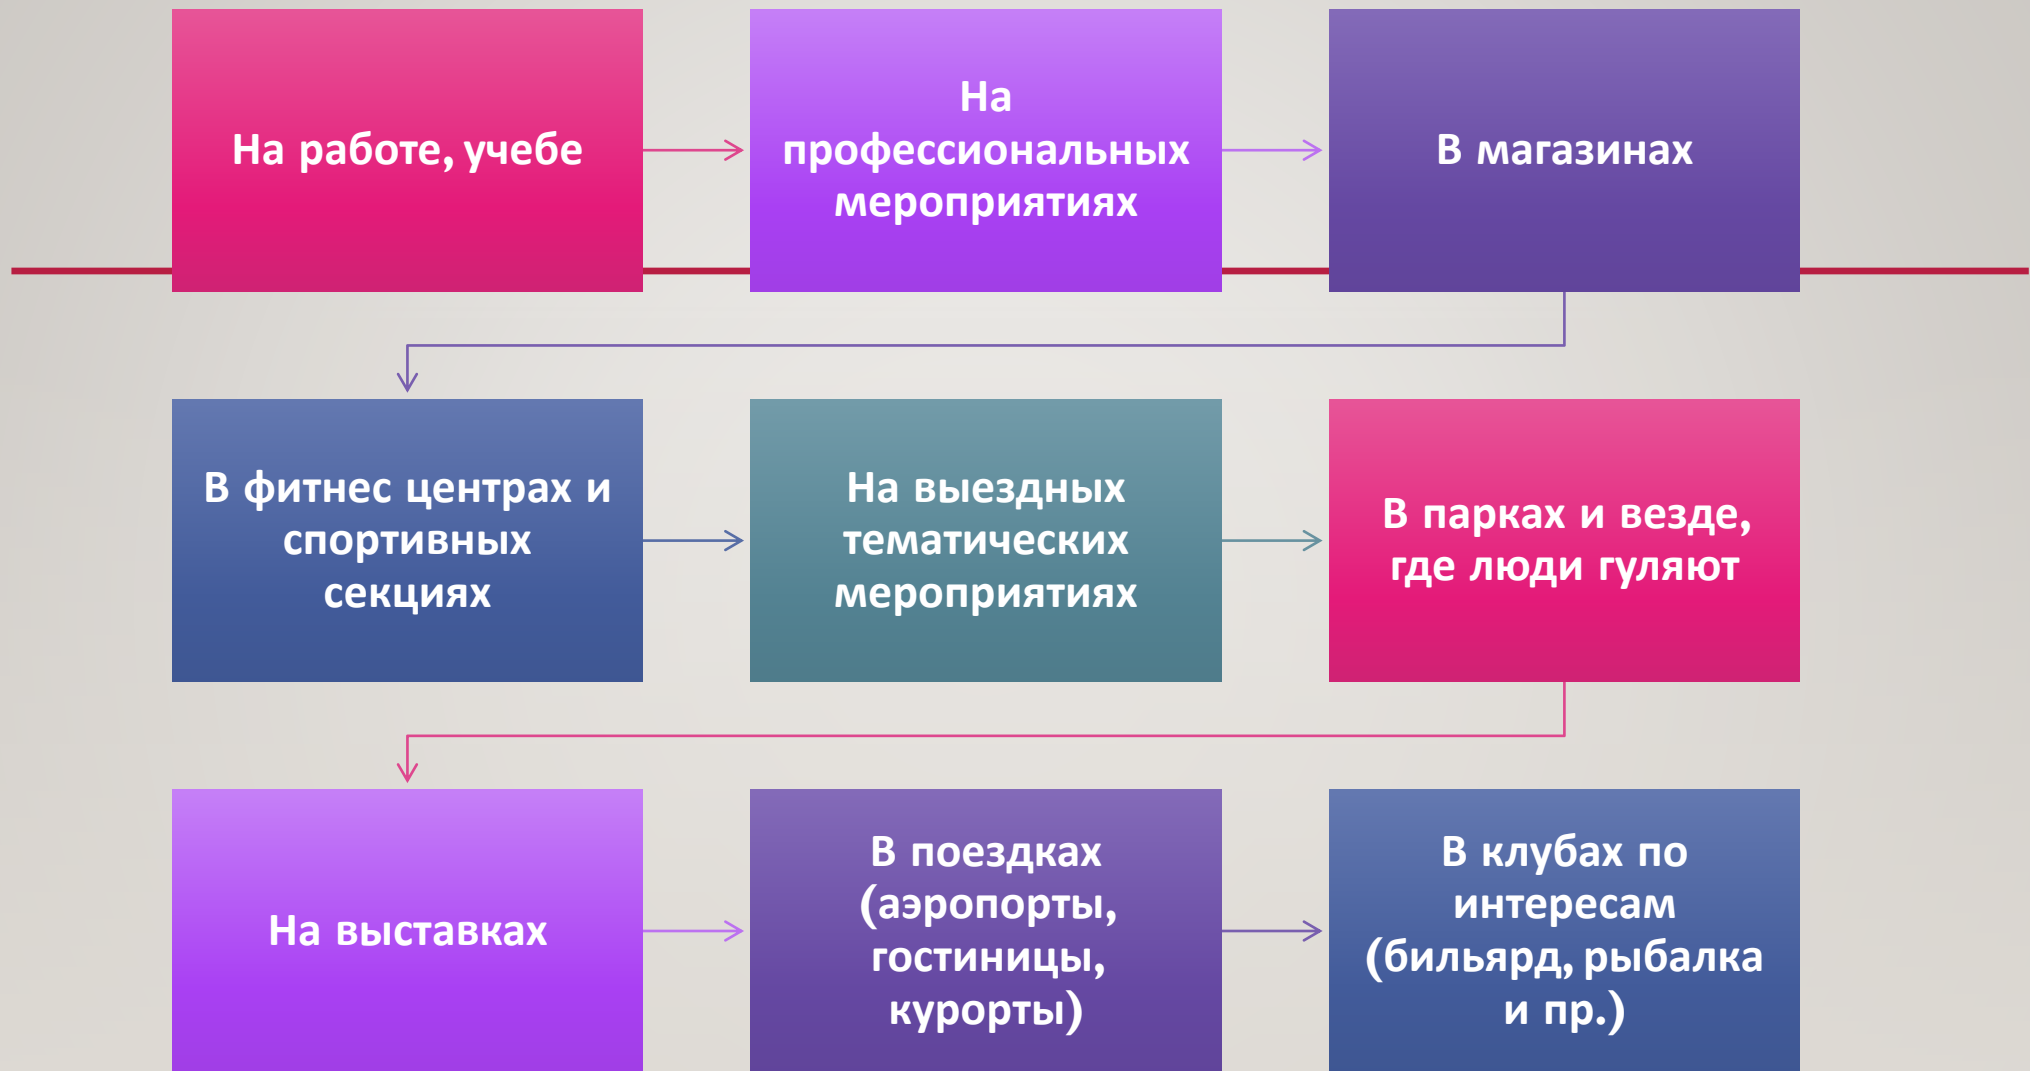 На работе, учебе
На
профессиональных
мероприятиях
В магазинах
В фитнес центрах и
спортивных
секциях
На выездных
тематических
мероприятиях
В парках и везде,
где люди гуляют
На выставках
В поездках
(аэропорты,
гостиницы,
курорты)
В клубах по
интересам
(бильярд, рыбалка
и пр.)